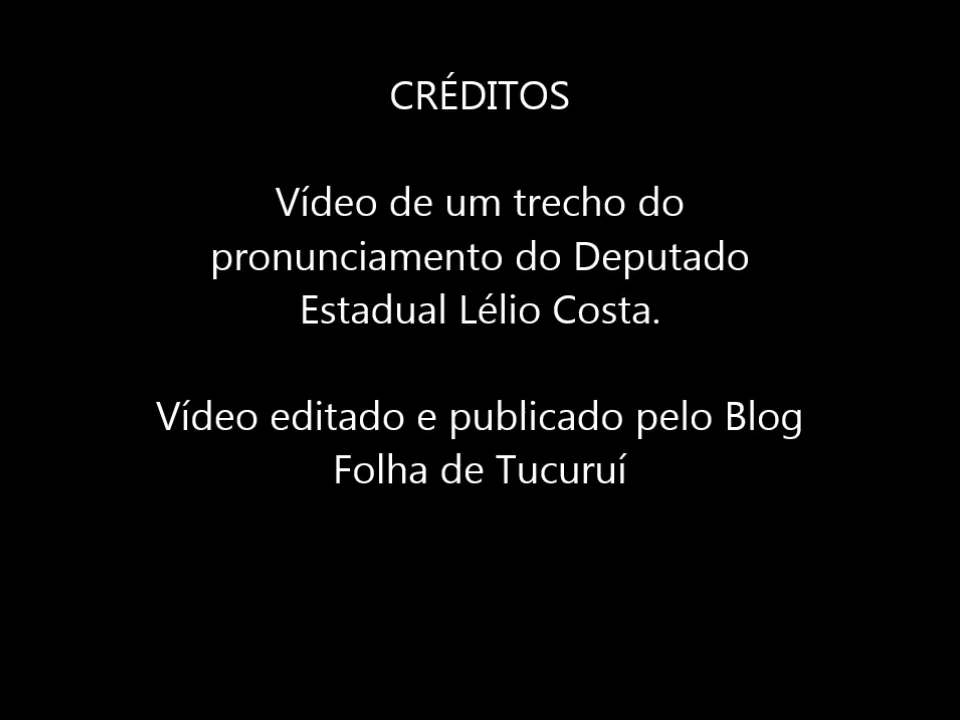 CRÉDITOS
Vídeo de um trecho do
pronunciamento do Deputado
Estadual Lélio Costa.
Vídeo editado e publicado pelo Blog
Folha de Tucuruí